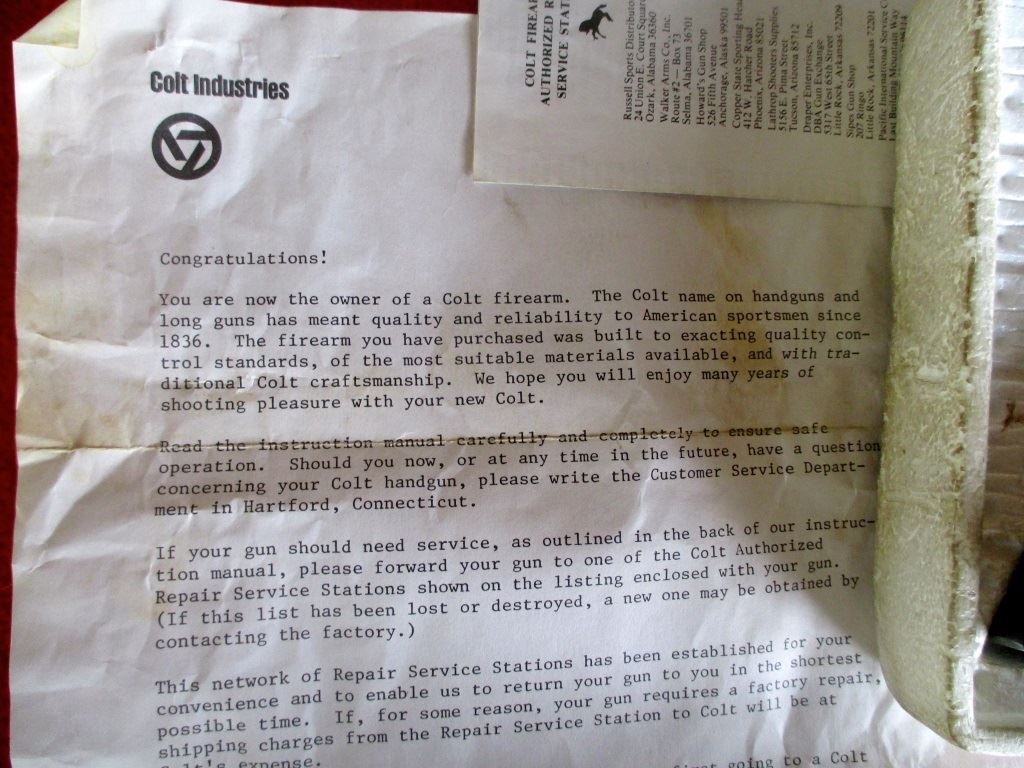 Colt Industries
Congratulations!
You are now the owner of a Colt firearm. The Colt name on handguns and
long guns has meant quality and reliability to American sportsmen since
1836. The firearm you have purchased was built to exacting quality con-
trol standards, of the most suitable materials available, and with tra-
ditional Colt craftsmanship. We hope you will enjoy many years of
shooting pleasure with your new Colt.
Read the instruction manual carefully and completely to ensure safe
operation. Should you now, or at any time in the future, have a question
concerning your Colt handgun, please write the Customer Service Depart-
ment in Hartford, Connecticut.
If your gun should need service, as outlined in the back of our instruc-
tion manual, please forward your gun to one of the Colt Authorized
Repair Service Stations shown on the listing enclosed with your gun.
(If this list has been lost or destroyed, a new one may be obtained by
contacting the factory.)
This network of Repair Service Stations has been established for your
convenience and to enable us to return your gun to you in the shortest
possible time. If, for some reason, your gun requires a factory repair,
shipping charges from the Repair Service Station to Colt will be at
Colt's expense.
first going to a Colt
COLT FIREA
AUTHORIZED R
SERVICE STAT
Russell Sports Distributo
24 Union E. Court Squar
Ozark, Alabama 36360
Walker Arms Co., Inc.
Route #2 — Box 73
Selma, Alabama 36701
Howard's Gun Shop
526 Fifth Avenue
Anchorage, Alaska 99501
Copper State Sporting Hea
412 W. Hatcher Road
Phoenix, Arizona 85021
Lathrop Shooters Supplies
5156 E. Pima Street
Tucson, Arizona 85712
Draper Enterprises, Inc.
DBA Gun Exchange
5317 West 65th Street
Little Rock, Arkansas 72209
Sipes Gun Shop
207 Ringo
Little Rock, Arkansas 72201
Pacific International Service C
Last Building Mountain Way